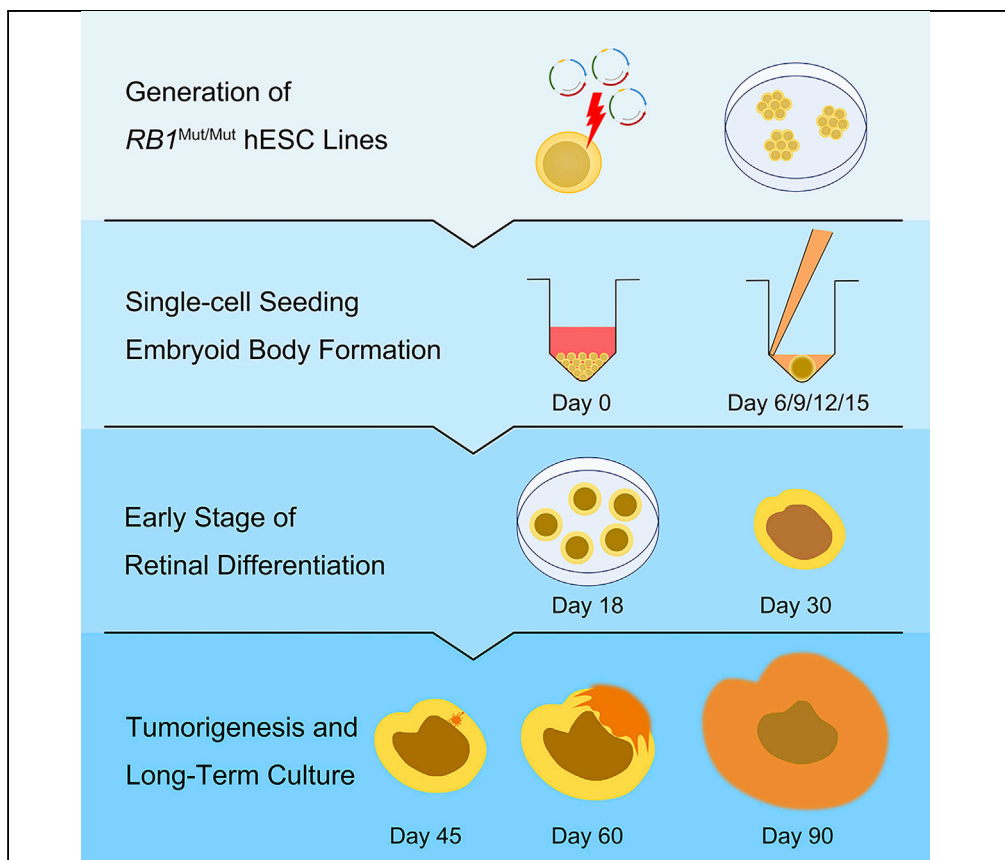 Generation of
RB1Mut/Mut hESC Lines
Single-cell Seeding
Embryoid Body Formation
Day 0
Day 6/9/12/15
Early Stage of
Retinal Differentiation
Day 18
Day 30
Tumorigenesis and
Long-Term Culture
Day 45
Day 60
Day 90